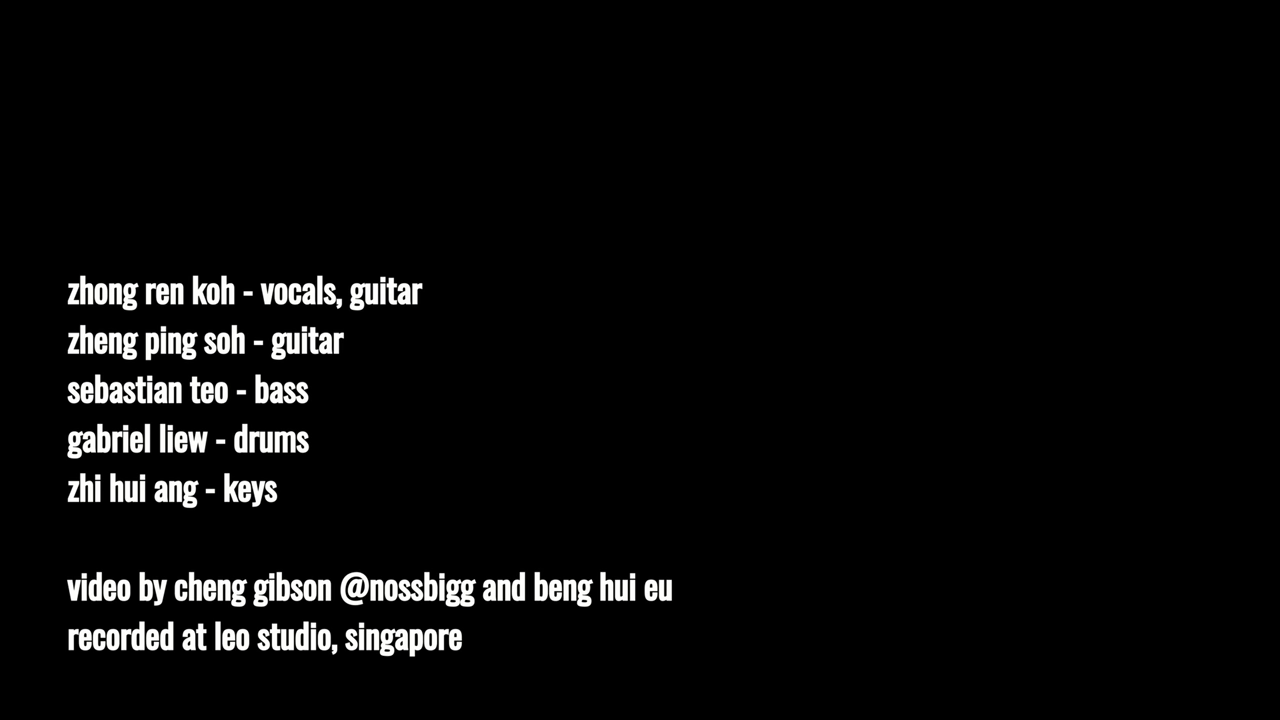 zhong ren koh - vocals, guitar
zheng ping soh - guitar
sebastian teo - bass
gabriel liew - drums
zhi hui ang - keys
video by cheng gibson @nossbigg and beng hui eu
recorded at leo studio, singapore